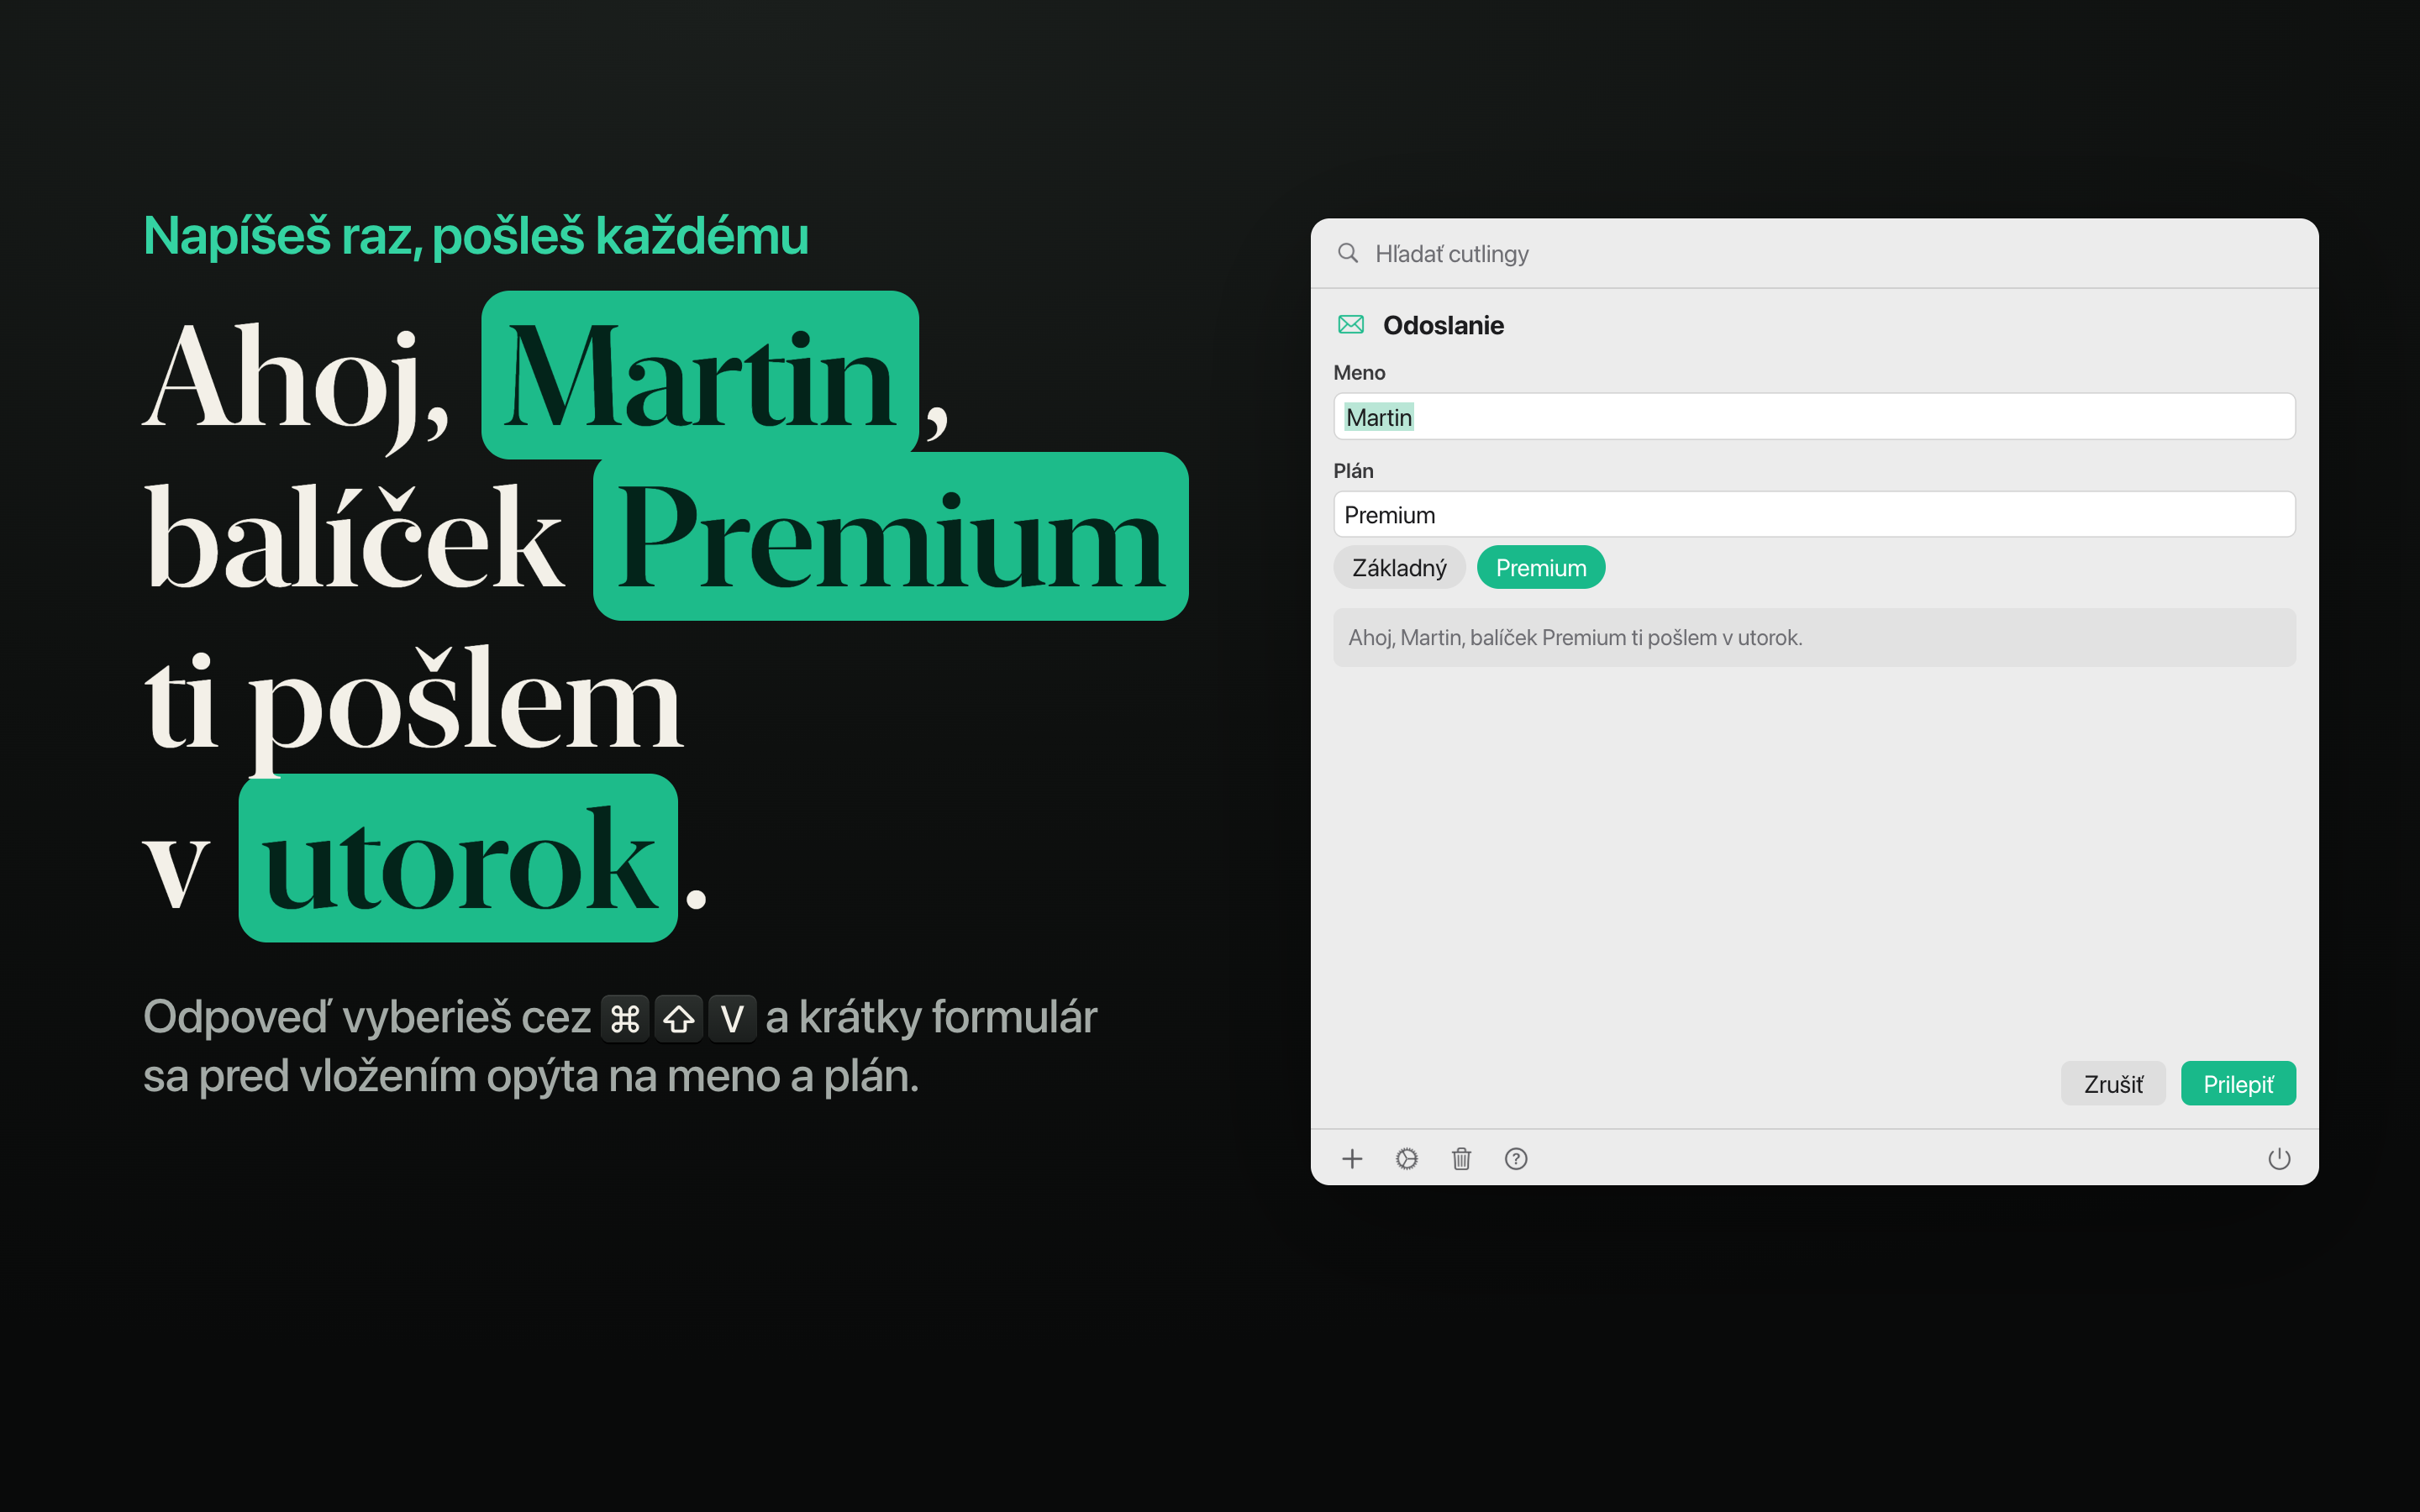 Napíšeš raz, pošleš každému
Ahoj, Martin,
balíček Premium
ti pošlem
v utorok.
Odpoveď vyberieš cez ⌘ ⇧ V a krátky formulár
sa pred vložením opýta na meno a plán.
Hľadať cutlingy
Odoslanie
Meno
Martin
Plán
Premium
Základný Premium
Ahoj, Martin, balíček Premium ti pošlem v utorok.
Zrušiť Prilepiť